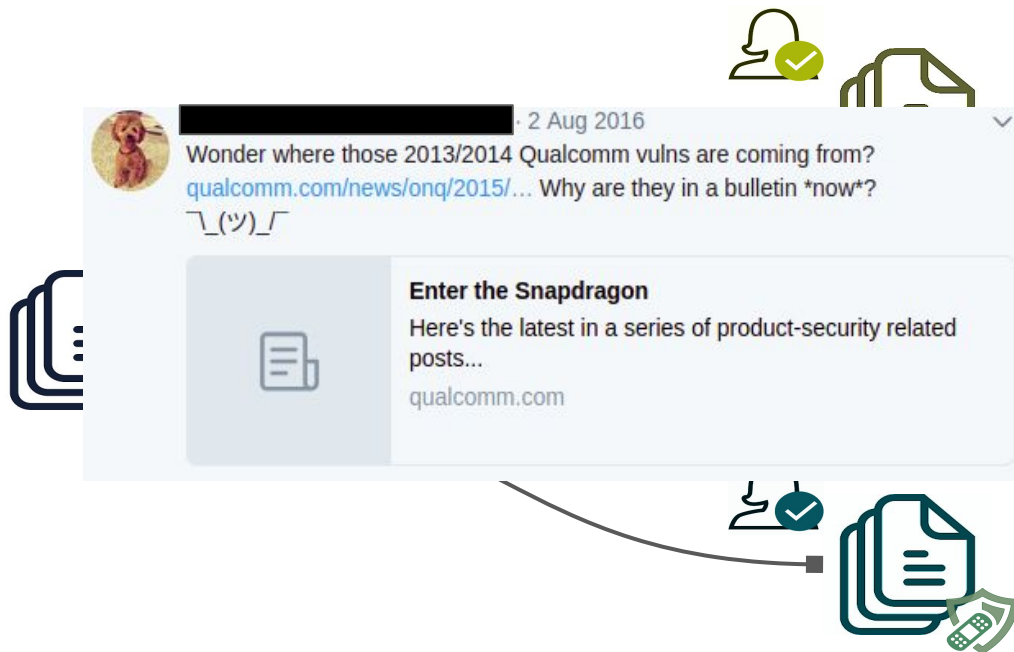 · 2 Aug 2016
Wonder where those 2013/2014 Qualcomm vulns are coming from?
qualcomm.com/news/onq/2015/… Why are they in a bulletin *now*?
¯\_(ツ)_/¯
Enter the Snapdragon
Here's the latest in a series of product-security related
posts...
qualcomm.com